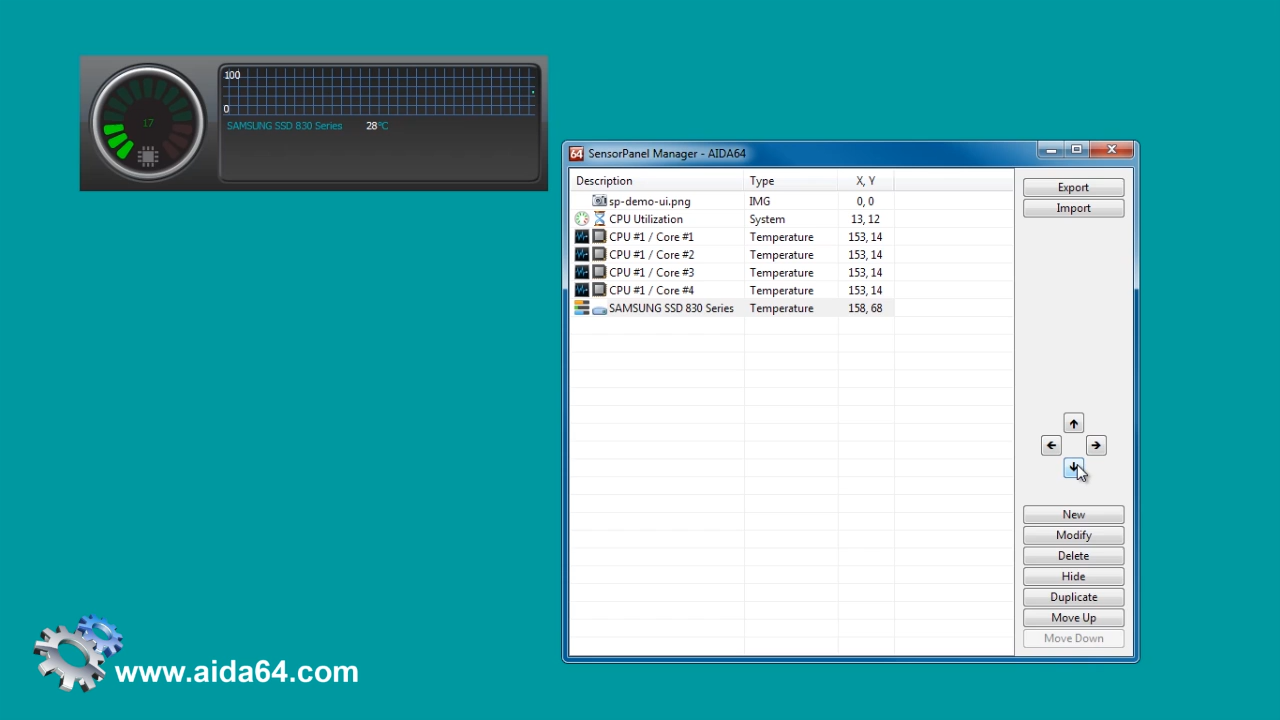 100
0
17
SAMSUNG SSD 830 Series 28°C
64 SensorPanel Manager - AIDA64
Description Type X, Y
sp-demo-ui.png IMG 0, 0
CPU Utilization System 13, 12
CPU #1 / Core #1 Temperature 153, 14
CPU #1 / Core #2 Temperature 153, 14
CPU #1 / Core #3 Temperature 153, 14
CPU #1 / Core #4 Temperature 153, 14
SAMSUNG SSD 830 Series Temperature 158, 68
Export
Import
New
Modify
Delete
Hide
Duplicate
Move Up
Move Down
www.aida64.com